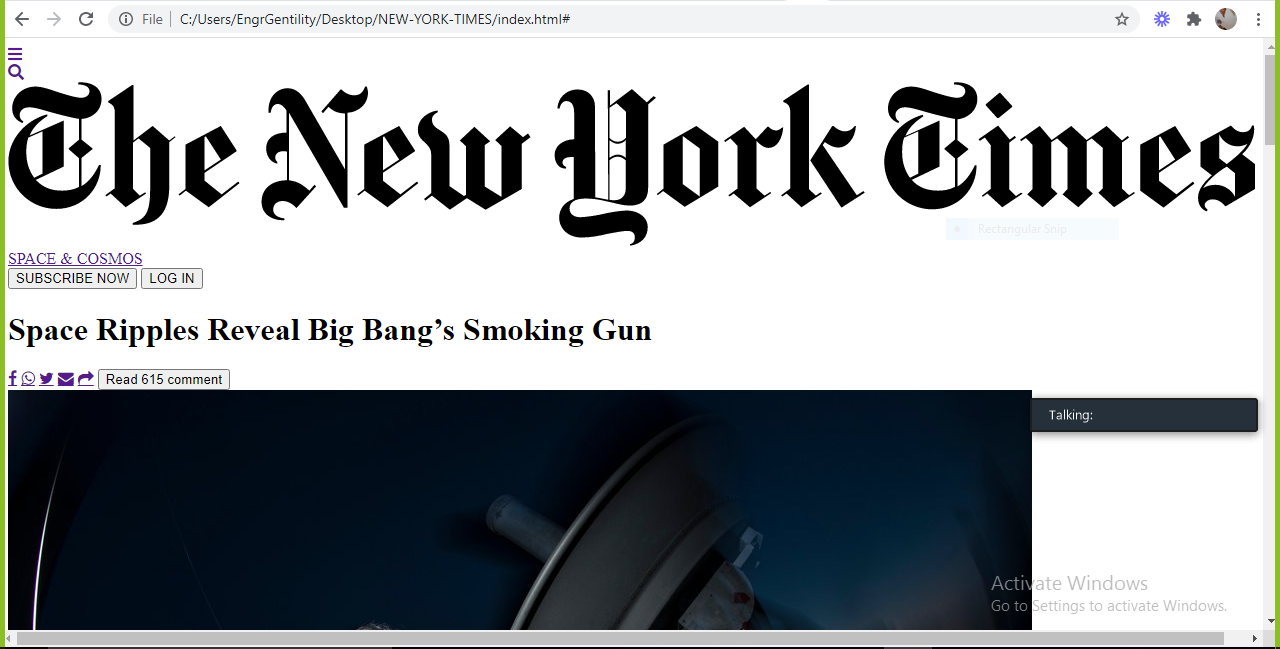 File | C:/Users/EngrGentility/Desktop/NEW-YORK-TIMES/index.html#
The New York Times
Rectangular Snip
SPACE & COSMOS
SUBSCRIBE NOW LOG IN
Space Ripples Reveal Big Bang’s Smoking Gun
Read 615 comment
Talking:
Activate Windows
Go to Settings to activate Windows.